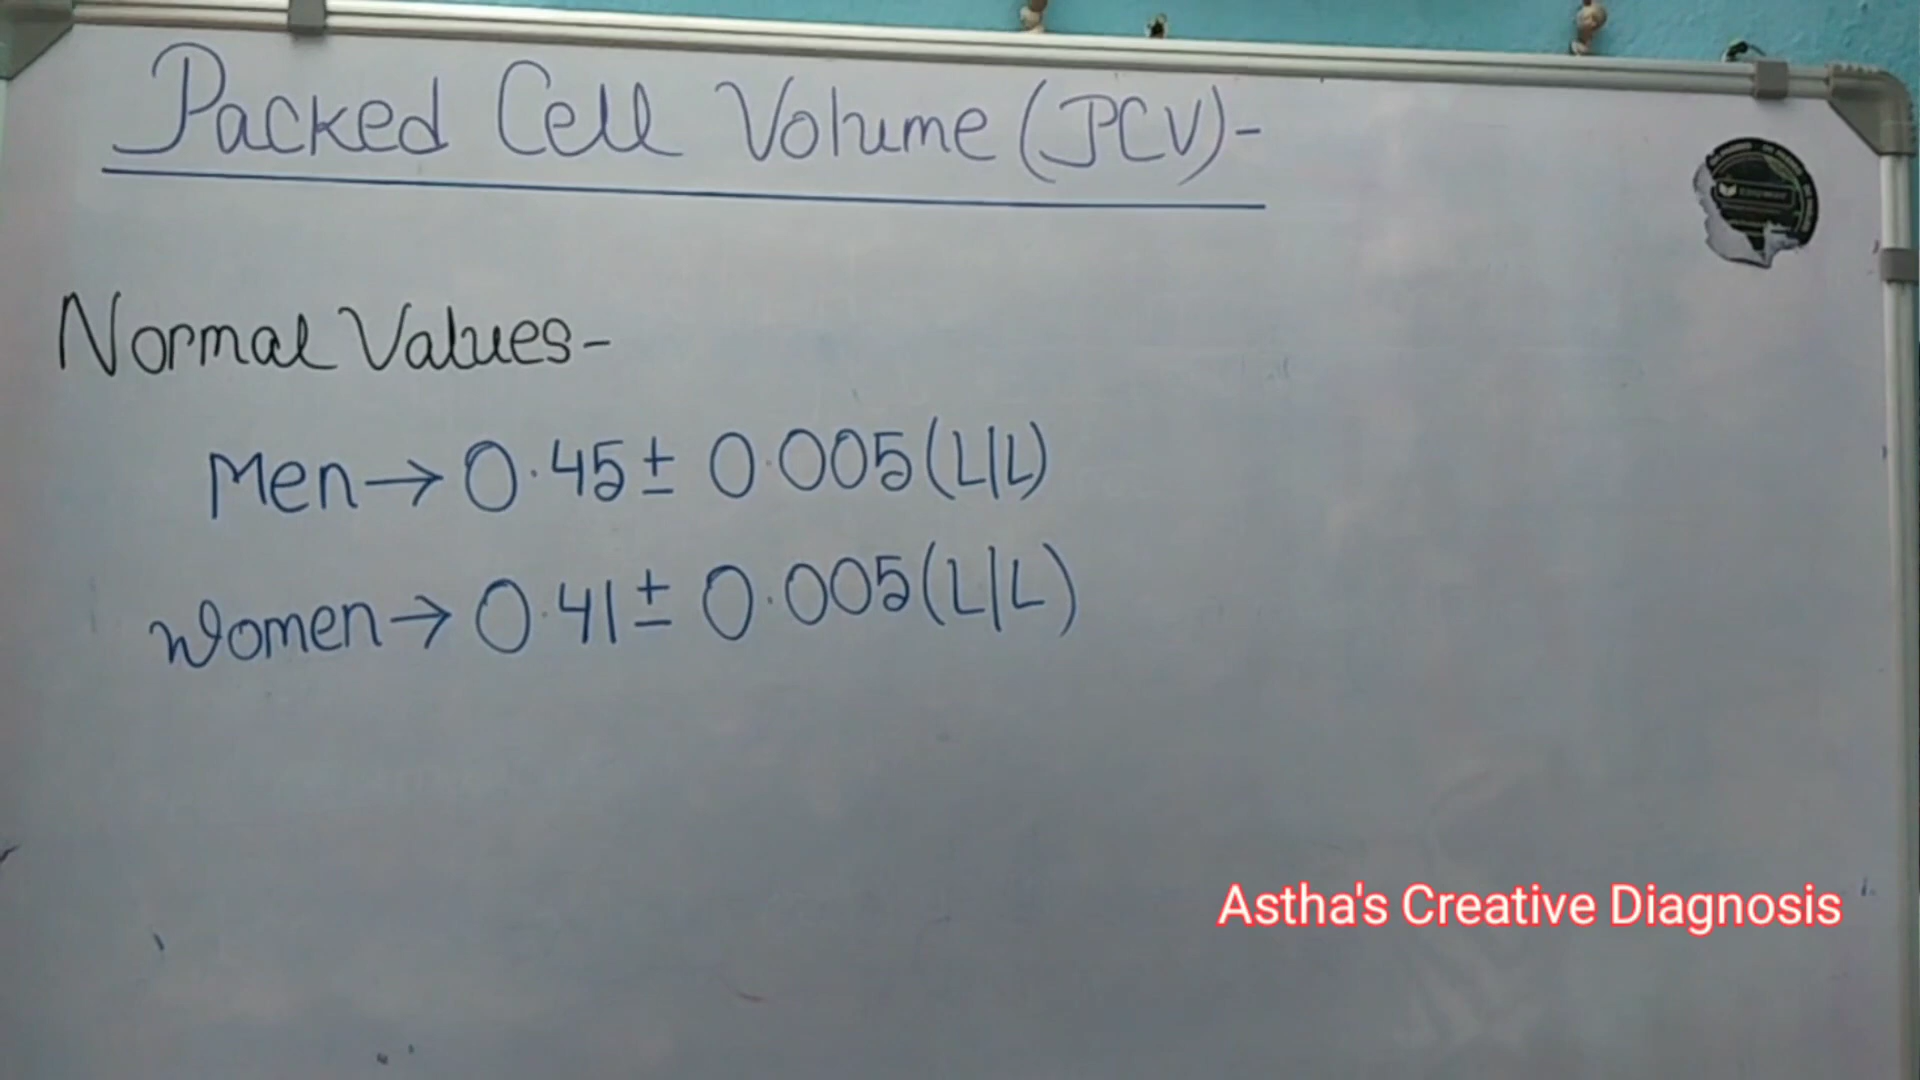 Packed Cell Volume (PCV)-
Normal Values-
Men → 0.45 ± 0.005 (L/L)
Women → 0.41 ± 0.005 (L/L)
Astha's Creative Diagnosis